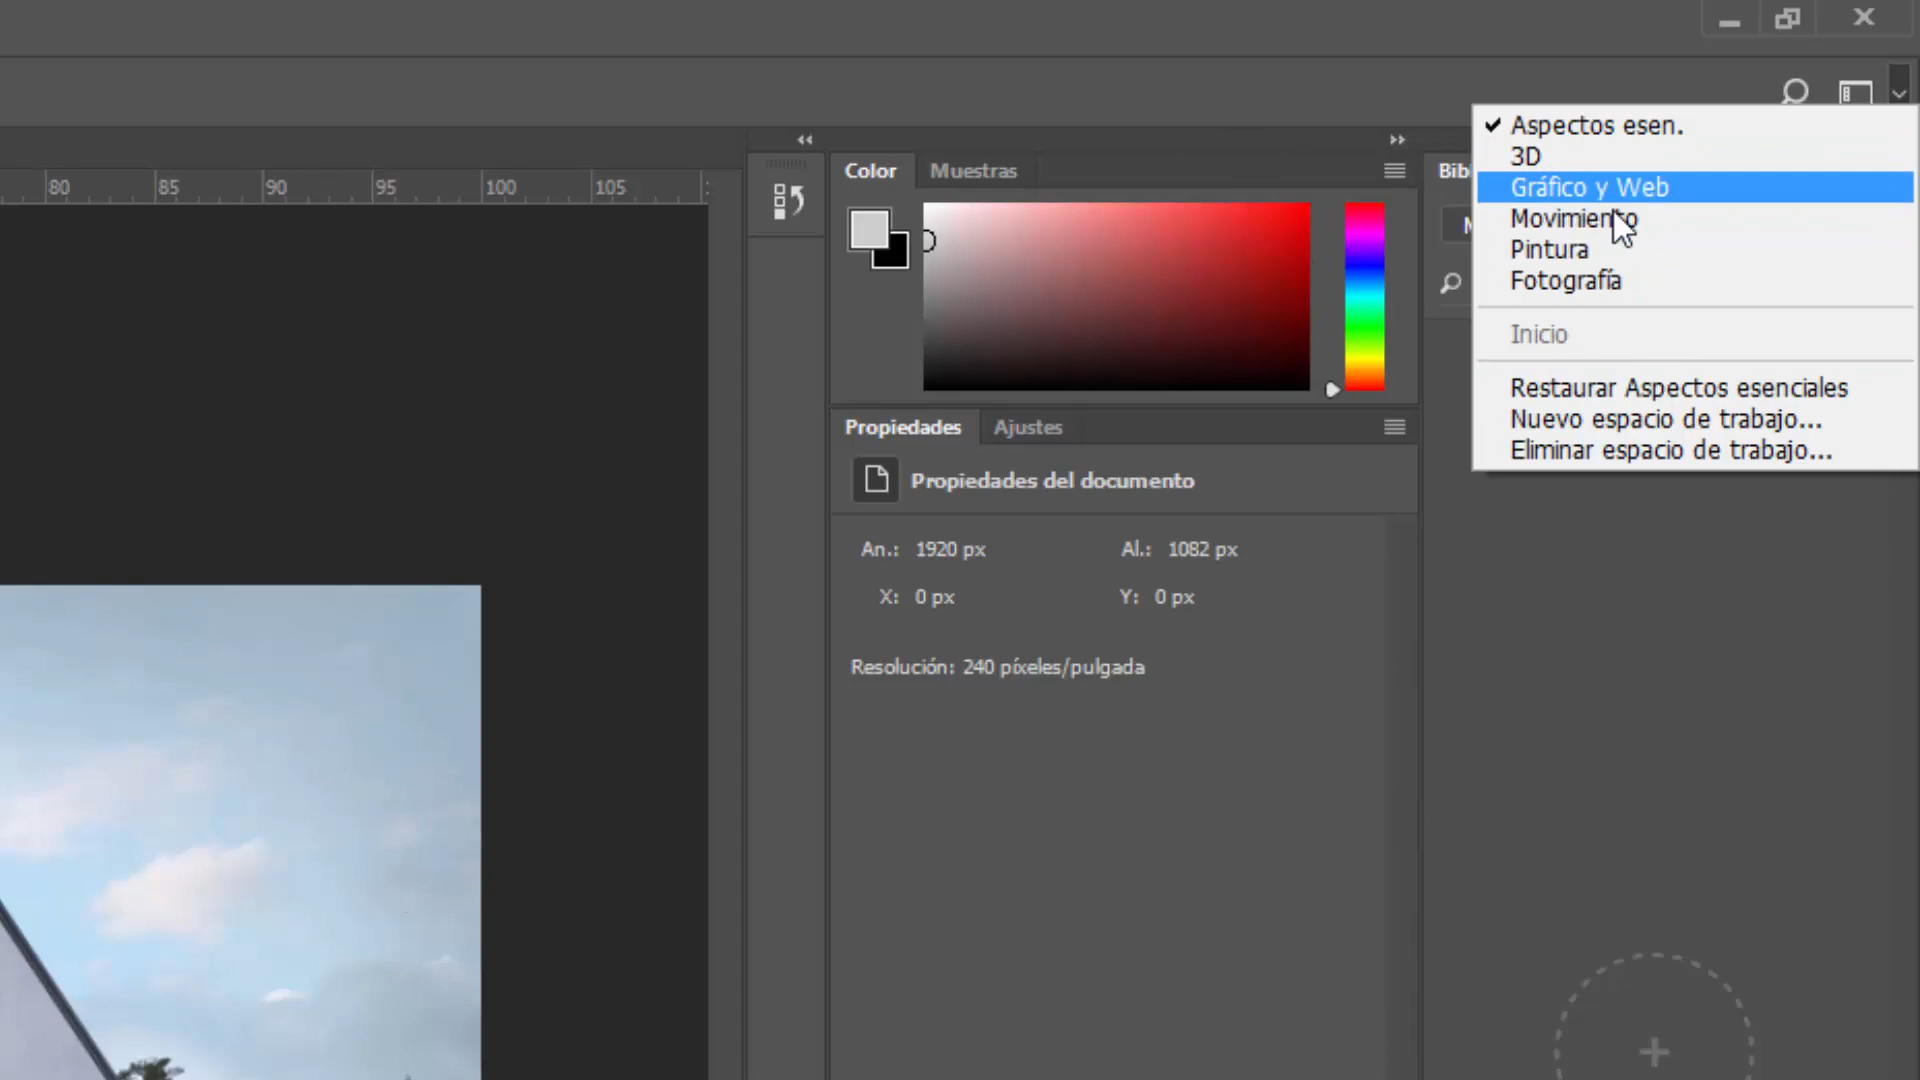 80 85 90 95 100 105
Color Muestras
Propiedades Ajustes
Propiedades del documento
An.: 1920 px Al.: 1082 px
X: 0 px Y: 0 px
Resolución: 240 píxeles/pulgada
Aspectos esen.
3D
Gráfico y Web
Movimiento
Pintura
Fotografía
Inicio
Restaurar Aspectos esenciales
Nuevo espacio de trabajo...
Eliminar espacio de trabajo...